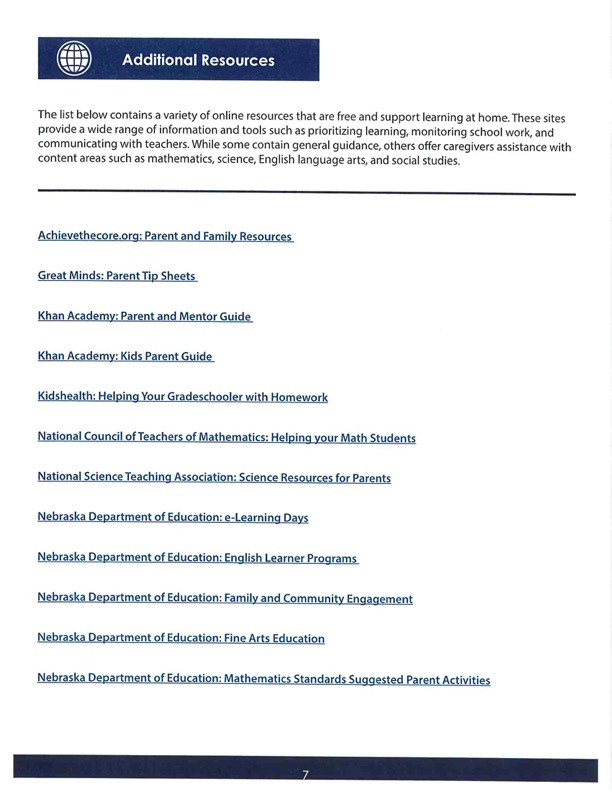 Additional Resources
The list below contains a variety of online resources that are free and support learning at home. These sites
provide a wide range of information and tools such as prioritizing learning, monitoring school work, and
communicating with teachers. While some contain general guidance, others offer caregivers assistance with
content areas such as mathematics, science, English language arts, and social studies.
Achievethecore.org: Parent and Family Resources
Great Minds: Parent Tip Sheets
Khan Academy: Parent and Mentor Guide
Khan Academy: Kids Parent Guide
Kidshealth: Helping Your Gradeschooler with Homework
National Council of Teachers of Mathematics: Helping your Math Students
National Science Teaching Association: Science Resources for Parents
Nebraska Department of Education: e-Learning Days
Nebraska Department of Education: English Learner Programs
Nebraska Department of Education: Family and Community Engagement
Nebraska Department of Education: Fine Arts Education
Nebraska Department of Education: Mathematics Standards Suggested Parent Activities
7